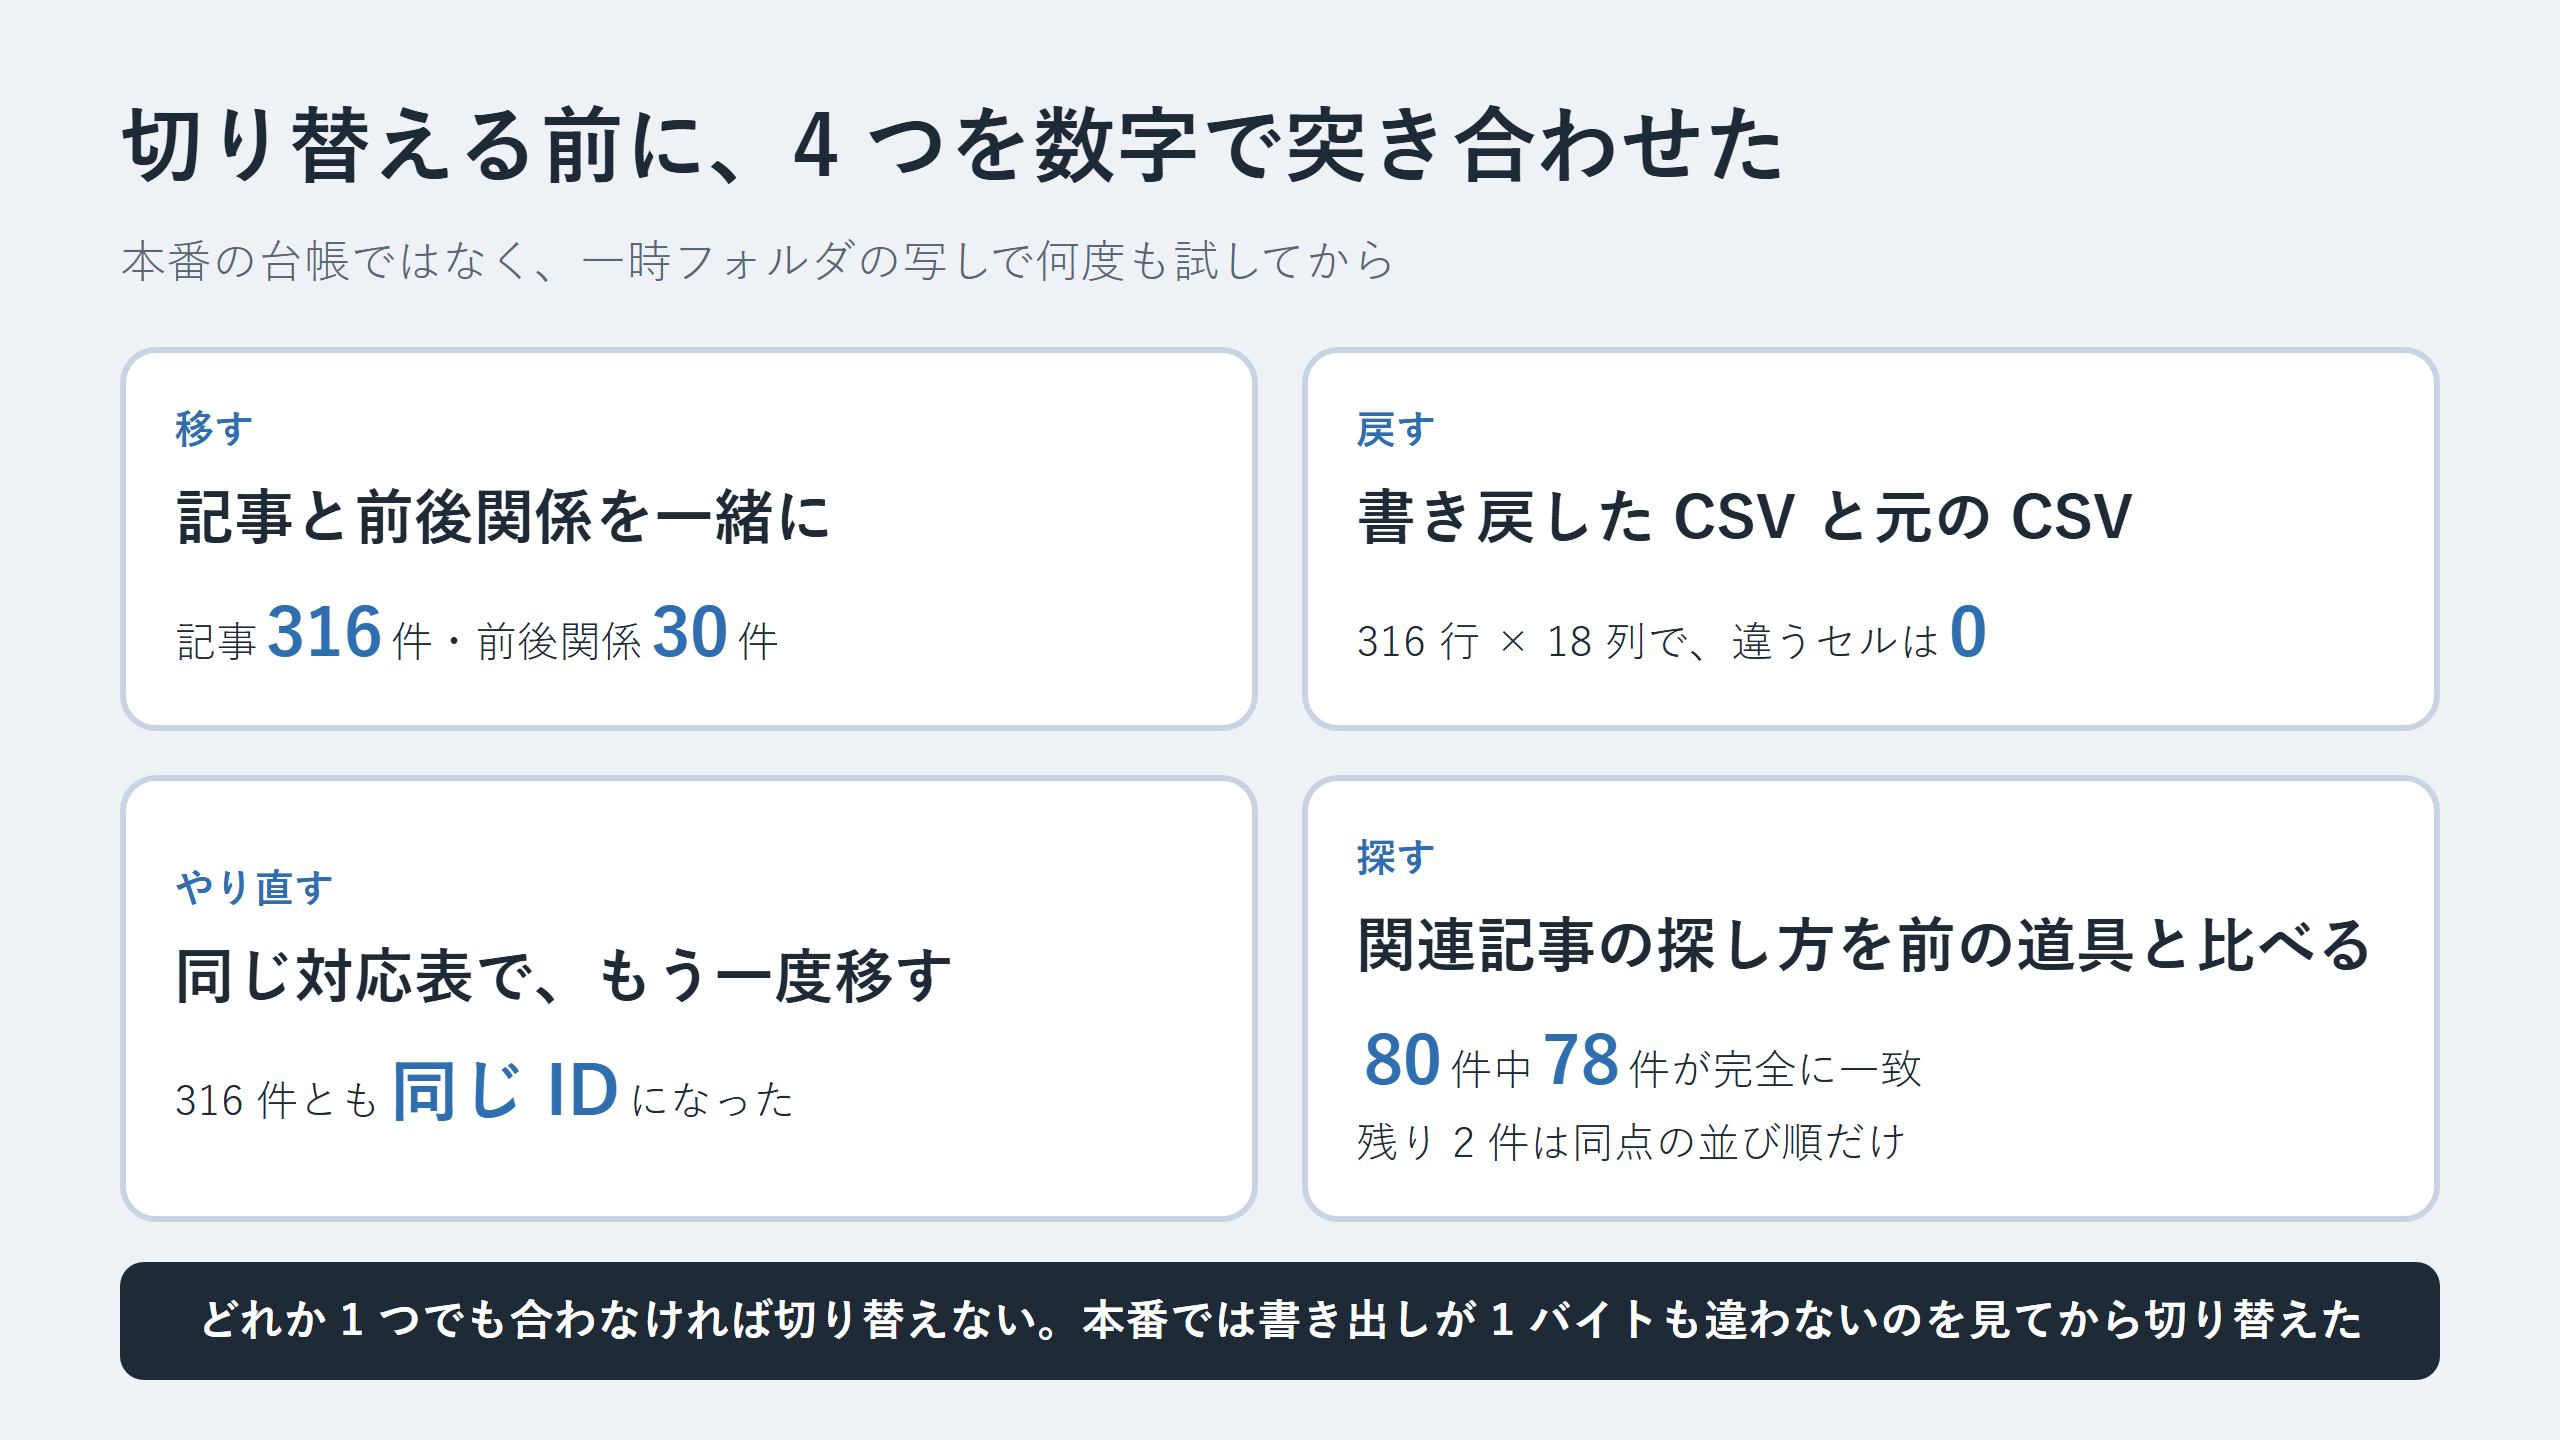 切り替える前に、4 つを数字で突き合わせた
本番の台帳ではなく、一時フォルダの写しで何度も試してから
移す
記事と前後関係を一緒に
記事 316 件・前後関係 30 件
戻す
書き戻した CSV と元の CSV
316 行 × 18 列で、違うセルは 0
やり直す
同じ対応表で、もう一度移す
316 件とも 同じ ID になった
探す
関連記事の探し方を前の道具と比べる
80 件中 78 件が完全に一致
残り 2 件は同点の並び順だけ
どれか 1 つでも合わなければ切り替えない。本番では書き出しが 1 バイトも違わないのを見てから切り替えた